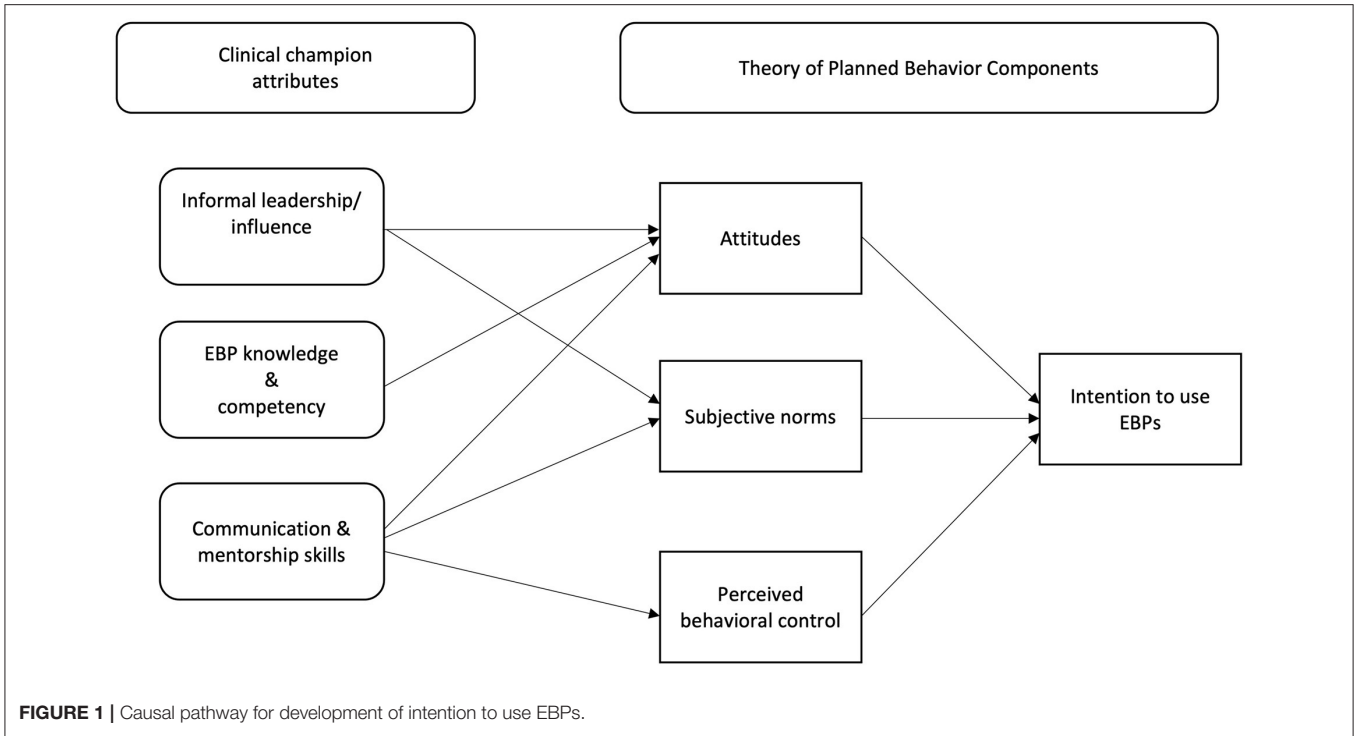 Clinical champion
attributes
Theory of Planned Behavior Components
Informal leadership/
influence
Attitudes
EBP knowledge
&
competency
Subjective norms
Intention to use
EBPs
Communication &
mentorship skills
Perceived
behavioral control
FIGURE 1 | Causal pathway for development of intention to use EBPs.